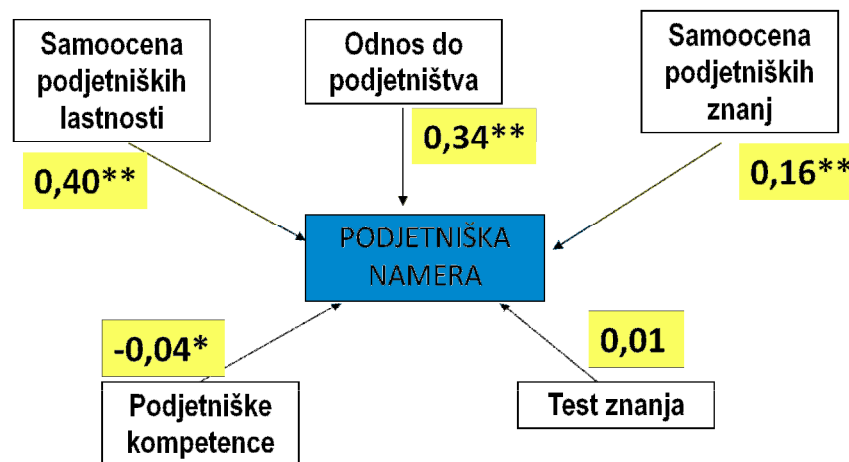 Samoocena
podjetniških
lastnosti
Odnos do
podjetništva
Samoocena
podjetniških
znanj
0,40**
0,34**
0,16**
PODJETNIŠKA
NAMERA
-0,04*
0,01
Podjetniške
kompetence
Test znanja